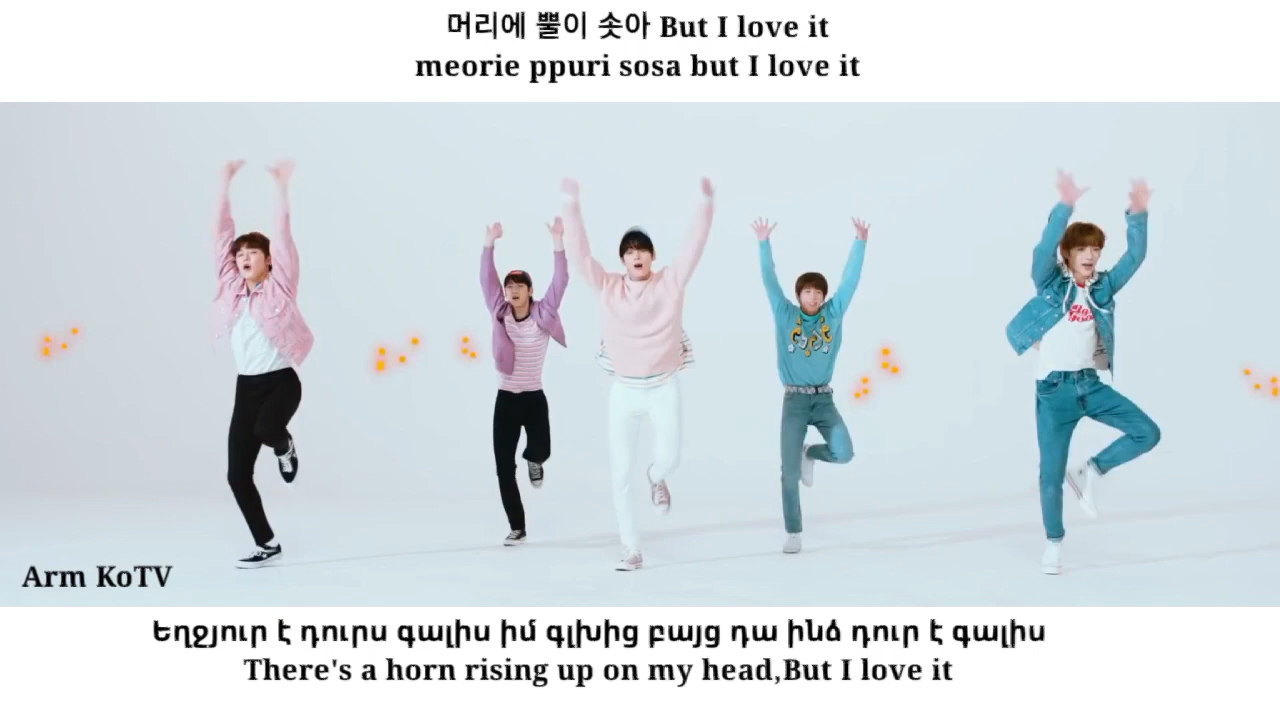 머리에 뿔이 솟아 But I love it
meorie ppuri sosa but I love it
Arm KoTV
Եղջյուր է դուրս գալիս իմ գլխից բայց դա ինձ դուր է գալիս
There's a horn rising up on my head,But I love it